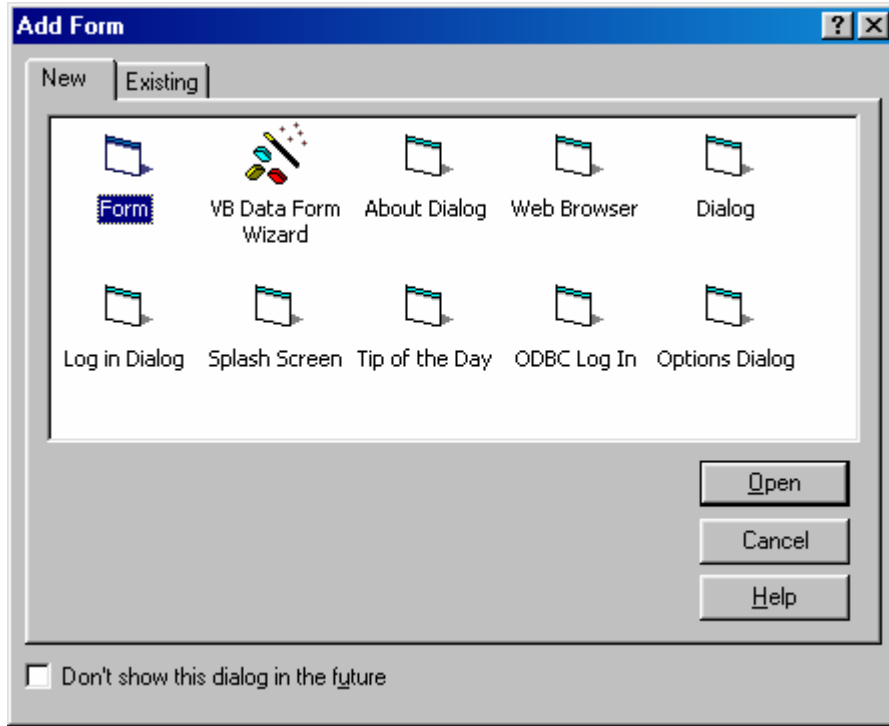 Add Form
New Existing
Form VB Data Form Wizard About Dialog Web Browser Dialog
Log in Dialog Splash Screen Tip of the Day ODBC Log In Options Dialog
Open
Cancel
Help
Don't show this dialog in the future